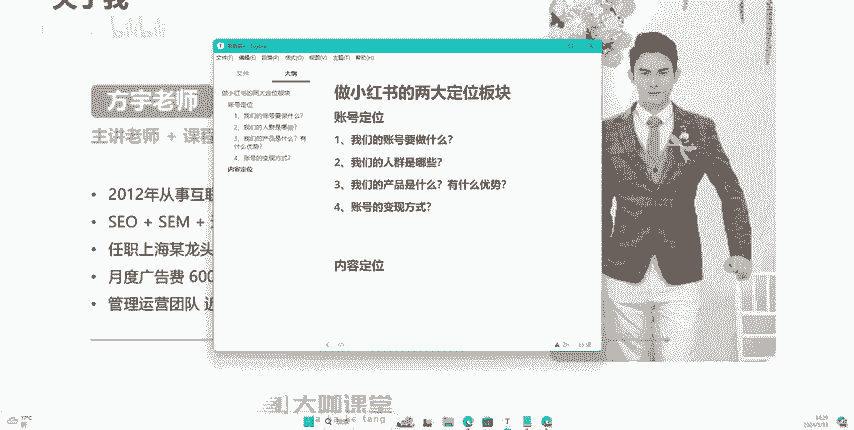 关于我
方宇老师
主讲老师 + 课程
• 2012年从事互联
• SEO + SEM +
• 任职上海某龙头
• 月度广告费 600
• 管理运营团队 近
文件(F) 编辑(E) 段落(P) 格式(O) 视图(V) 主题(T) 帮助(H)
文件 大纲
做小红书的两大定位板块
账号定位
1、我们的账号要做什么?
2、我们的人群是哪些?
3、我们的产品是什么? 有
什么优势?
4、账号的变现方式?
内容定位
做小红书的两大定位板块
账号定位
1、我们的账号要做什么?
2、我们的人群是哪些?
3、我们的产品是什么? 有什么优势?
4、账号的变现方式?
内容定位
大咖课堂